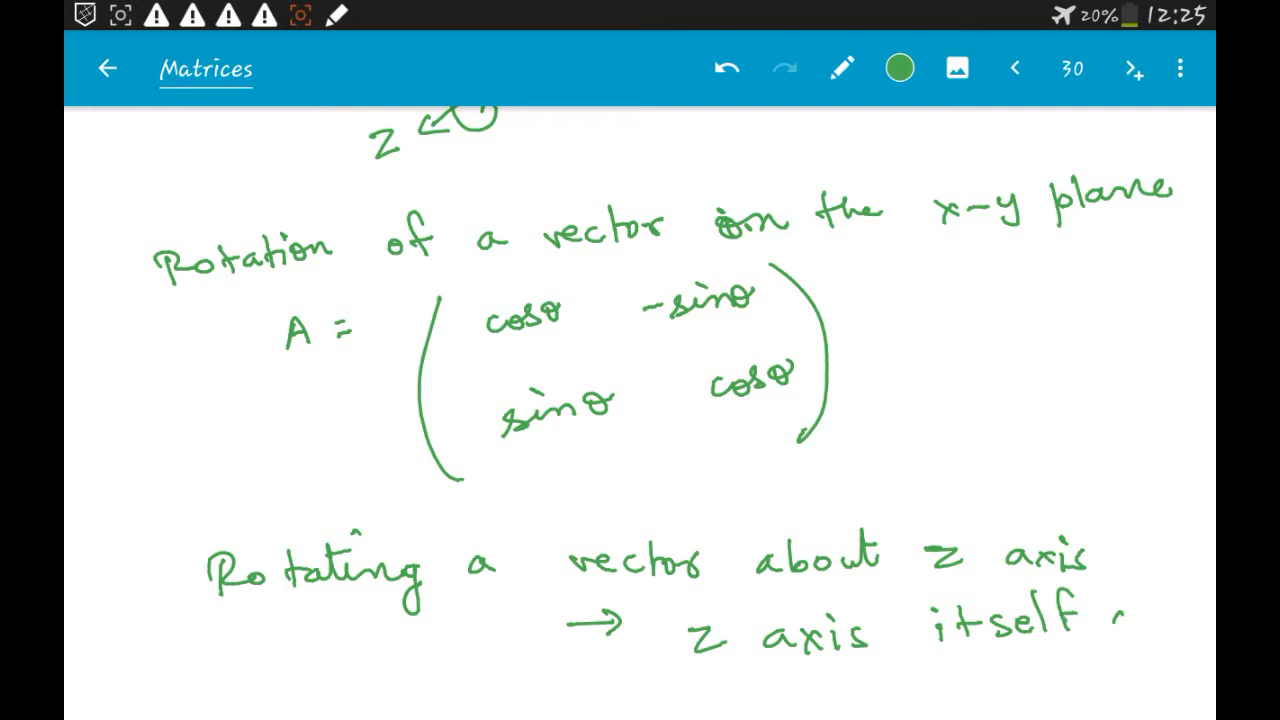 20% 12:25
Matrices 30
Z
Rotation of a vector in the x-y plane
A = ( cosθ -sinθ
sinθ cosθ )
Rotating a vector about z axis
→ z axis itself